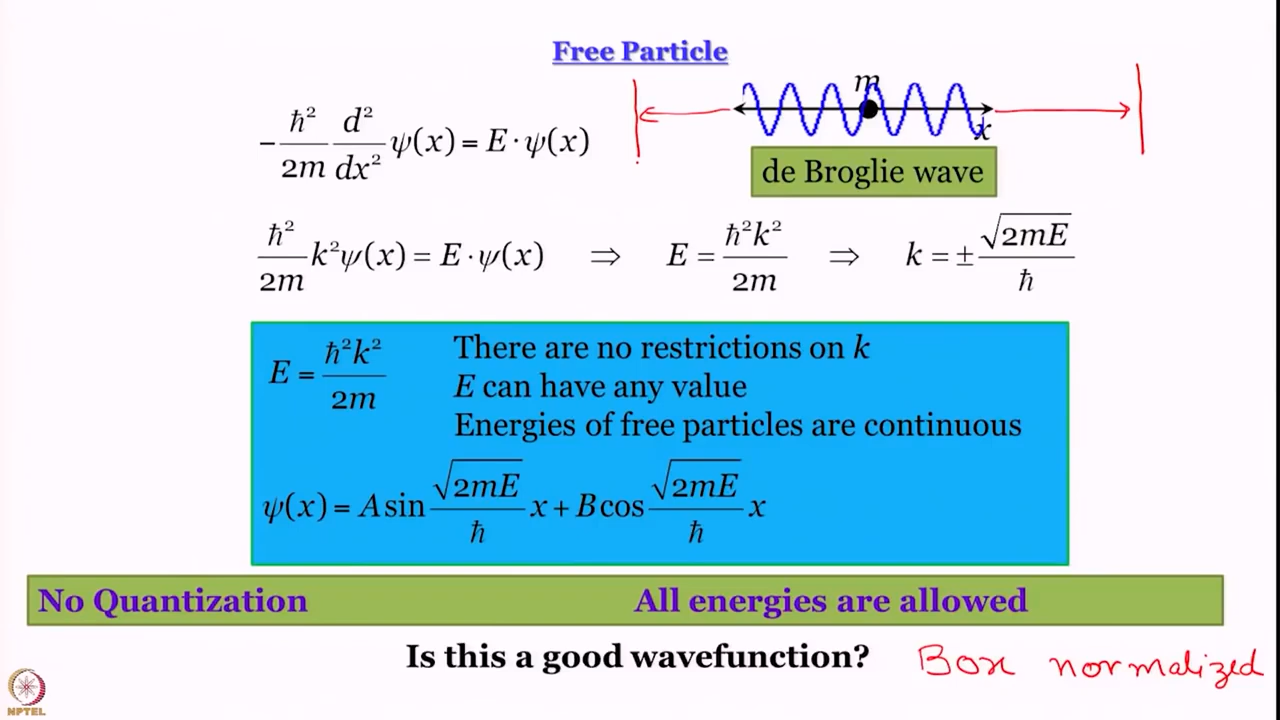 Free Particle
m
x
-ℏ²/2m d²/dx² ψ(x) = E·ψ(x)
de Broglie wave
ℏ²/2m k²ψ(x) = E·ψ(x) ⇒ E = ℏ²k²/2m ⇒ k = ±√2mE/ℏ
E = ℏ²k²/2m
There are no restrictions on k
E can have any value
Energies of free particles are continuous
ψ(x) = A sin √2mE/ℏ x + B cos √2mE/ℏ x
No Quantization All energies are allowed
Is this a good wavefunction? Box normalized
NPTEL